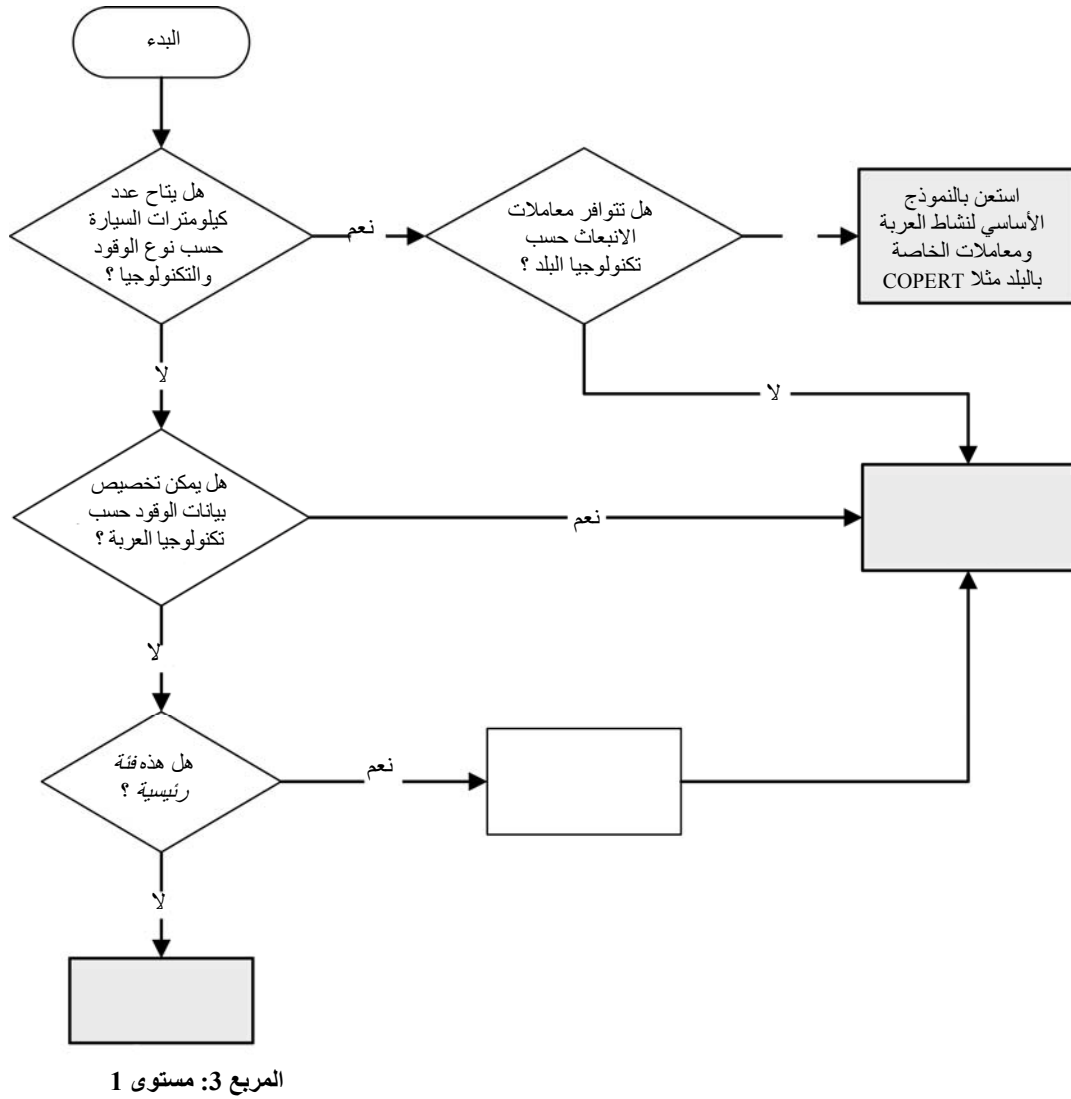 البدء
هل يتاح عدد
كيلومترات السيارة
حسب نوع الوقود
والتكنولوجيا ؟
نعم
هل تتوافر معاملات
الانبعاث حسب
تكنولوجيا البلد ؟
استعن بالنموذج
الأساسي لنشاط العربة
ومعاملات الخاصة
بالبلد مثلا COPERT
لا
لا
هل يمكن تخصيص
بيانات الوقود حسب
تكنولوجيا العربة ؟
نعم
لا
هل هذه فئة
رئيسية ؟
نعم
لا
المربع 3: مستوى 1